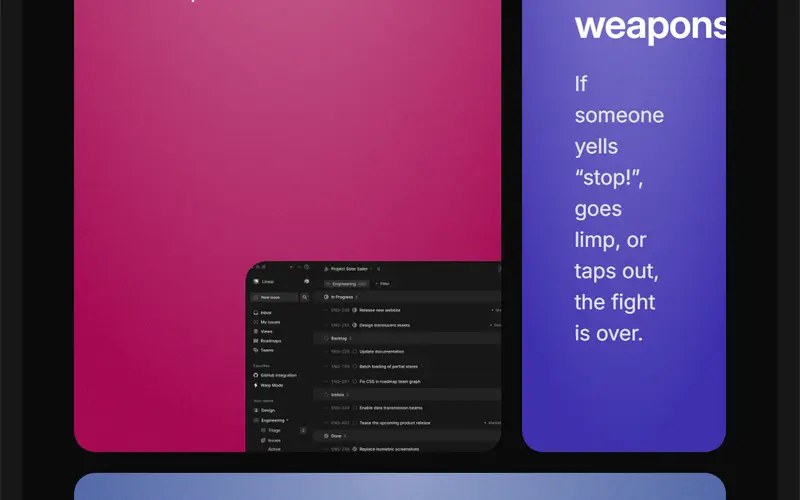 weapons
If
someone
yells
“stop!”,
goes
limp, or
taps out,
the fight
is over.
Project Solar Sailer
Linear
Engineering
Filter
New issue
In Progress
Inbox
Release new website
My issues
Views
Design translucent assets
Roadmaps
Backlog
Teams
Update documentation
Favorites
Batch loading of partial stores
GitHub Integration
Fix CSS in roadmap team graph
Warp Mode
Your teams
Design
Enable data transmission beams
Engineering
Tease the upcoming product release
Triage
Issues
Done
Active
Replace isometric screenshots